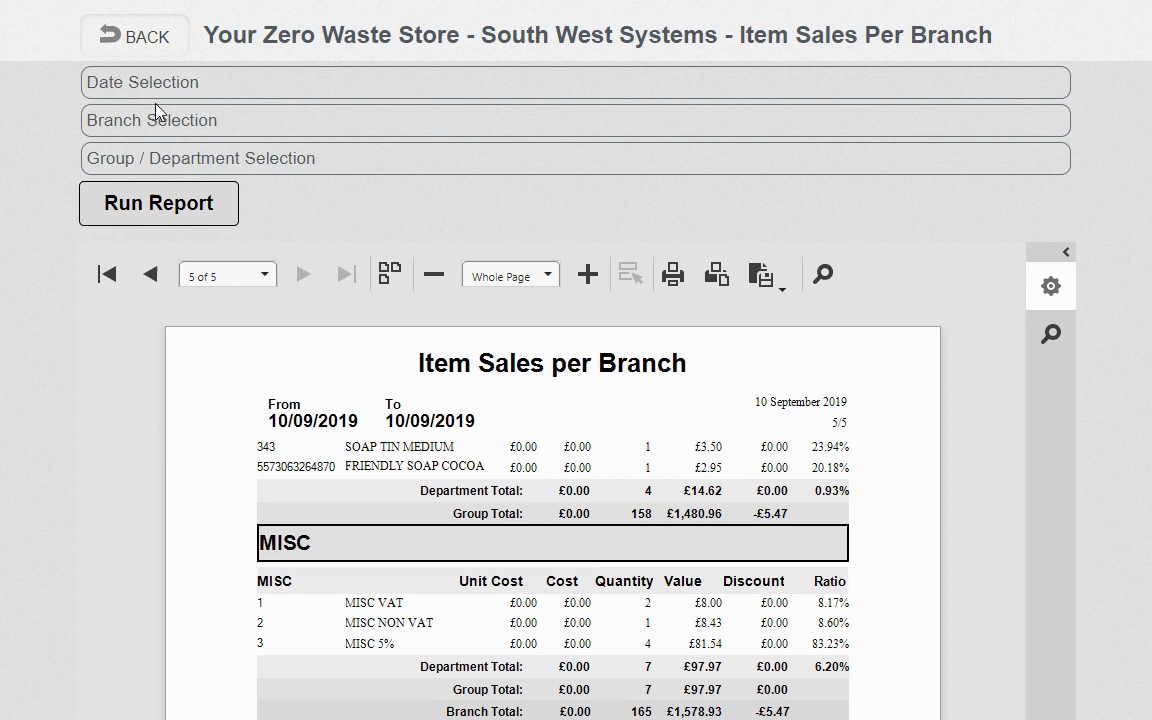 BACK
Your Zero Waste Store - South West Systems - Item Sales Per Branch
Date Selection
Branch Selection
Group / Department Selection
Run Report
5 of 5
Whole Page
Item Sales per Branch
From To 10 September 2019
10/09/2019 10/09/2019 5/5
343 SOAP TIN MEDIUM £0.00 £0.00 1 £3.50 £0.00 23.94%
5573063264870 FRIENDLY SOAP COCOA £0.00 £0.00 1 £2.95 £0.00 20.18%
Department Total: £0.00 4 £14.62 £0.00 0.93%
Group Total: £0.00 158 £1,480.96 -£5.47
MISC
MISC Unit Cost Cost Quantity Value Discount Ratio
1 MISC VAT £0.00 £0.00 2 £8.00 £0.00 8.17%
2 MISC NON VAT £0.00 £0.00 1 £8.43 £0.00 8.60%
3 MISC 5% £0.00 £0.00 4 £81.54 £0.00 83.23%
Department Total: £0.00 7 £97.97 £0.00 6.20%
Group Total: £0.00 7 £97.97 £0.00
Branch Total: £0.00 165 £1,578.93 -£5.47